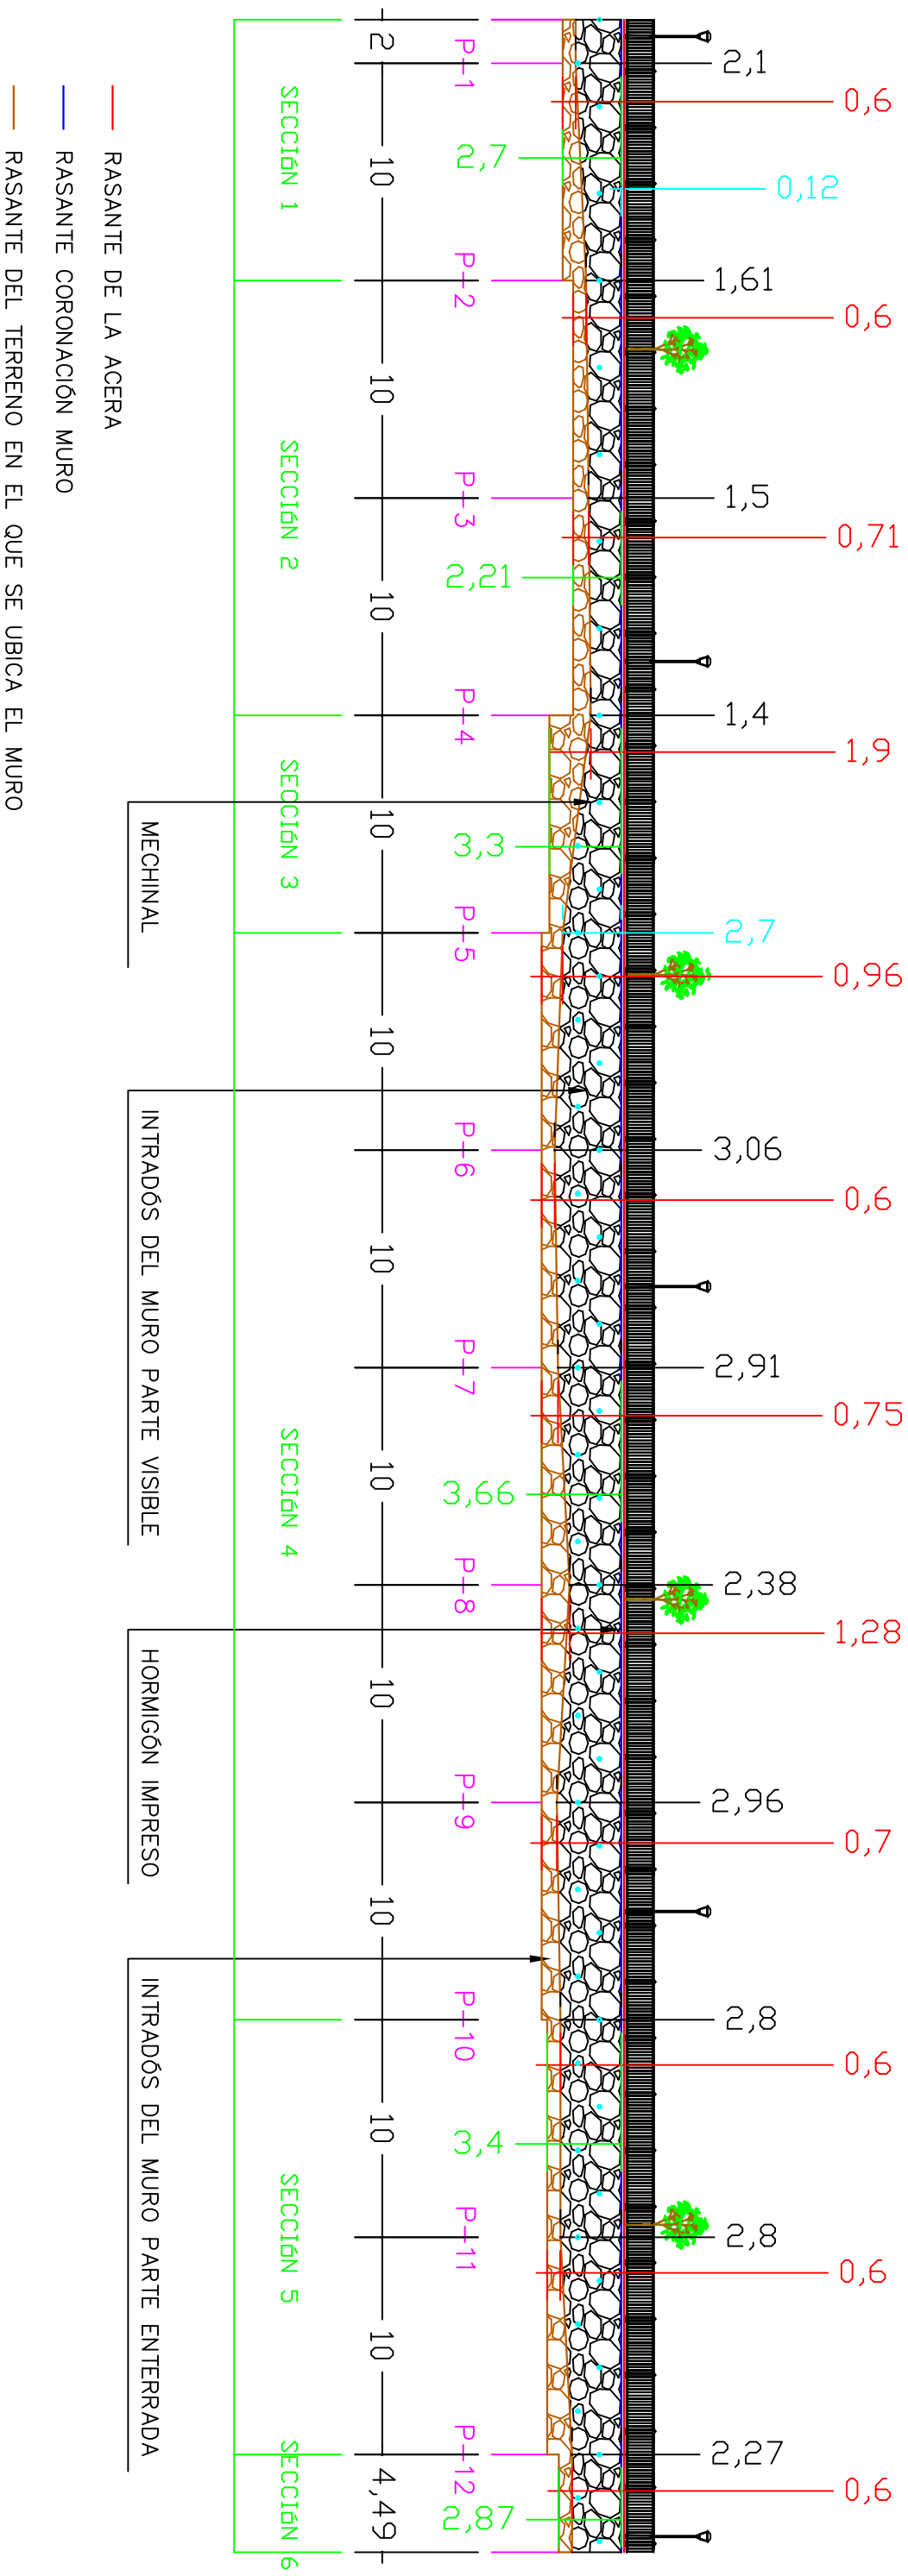 0,6
0,6
0,71
1,9
0,96
0,6
0,75
1,28
0,7
0,6
0,6
0,6
2,1
0,12
1,61
1,5
1,4
2,7
3,06
2,91
2,38
2,96
2,8
2,8
2,27
2,7
2,21
3,3
3,66
3,4
2,87
P-1
P-2
P-3
P-4
P-5
P-6
P-7
P-8
P-9
P-10
P-11
P-12
2
10
10
10
10
10
10
10
10
10
10
10
4,49
SECCIóN 1
SECCIóN 2
SECCIóN 3
SECCIóN 4
SECCIóN 5
SECCIóN 6
MECHINAL
INTRADÓS DEL MURO PARTE VISIBLE
HORMIGÓN IMPRESO
INTRADÓS DEL MURO PARTE ENTERRADA
RASANTE DE LA ACERA
RASANTE CORONACIÓN MURO
RASANTE DEL TERRENO EN EL QUE SE UBICA EL MURO